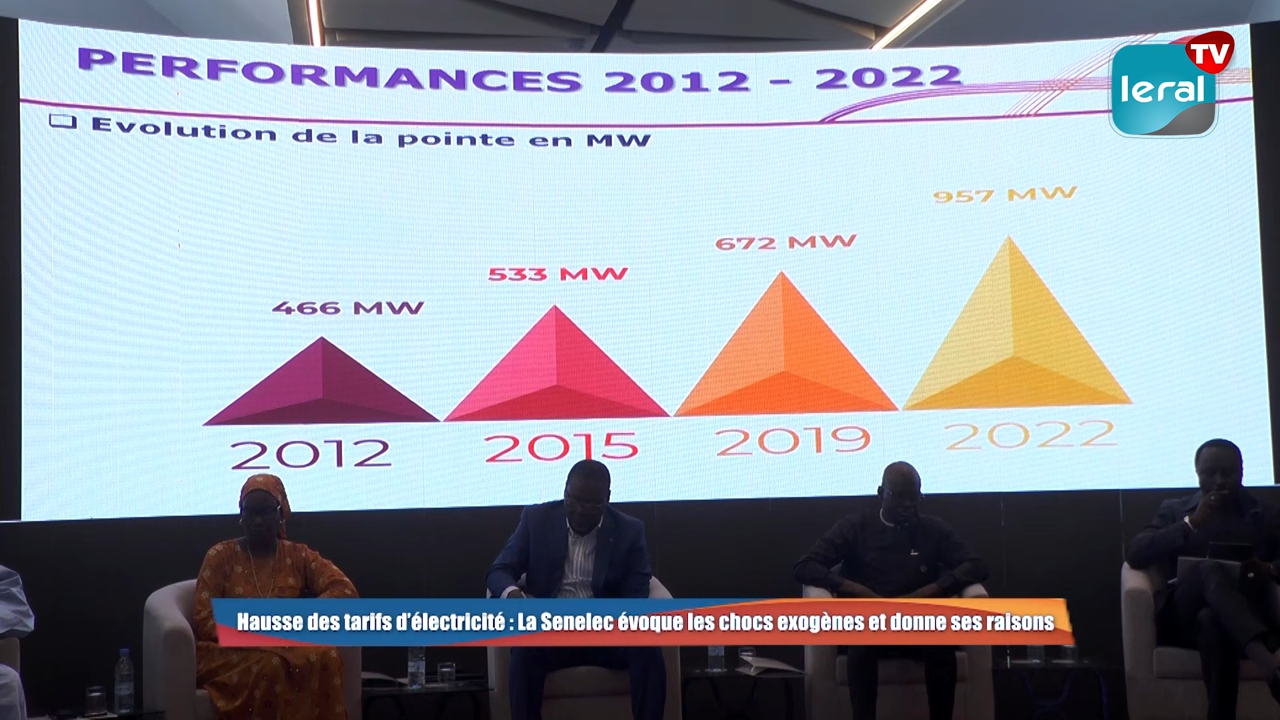 PERFORMANCES 2012 - 2022
TV
leral
Evolution de la pointe en MW
957 MW
672 MW
533 MW
466 MW
2012
2015
2019
2022
Hausse des tarifs d'électricité : La Senelec évoque les chocs exogènes et donne ses raisons